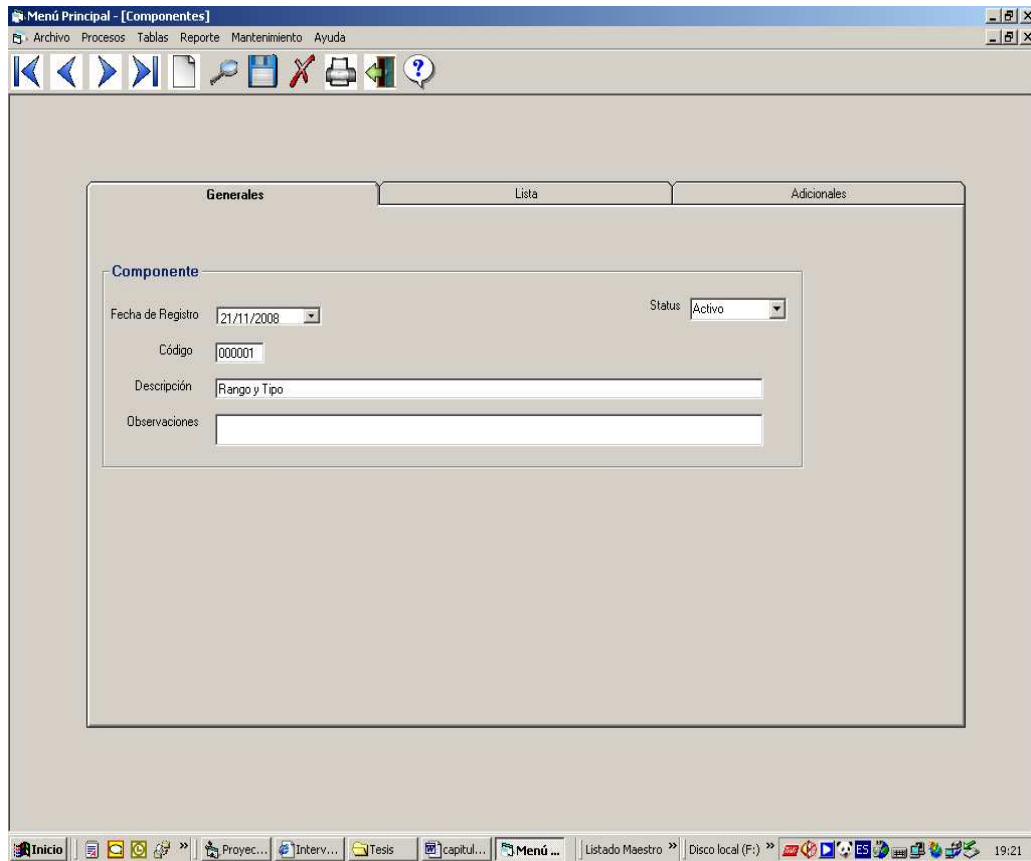 Menú Principal - [Componentes]
Archivo Procesos Tablas Reporte Mantenimiento Ayuda
Generales Lista Adicionales
Componente
Fecha de Registro 21/11/2008 Status Activo
Código 000001
Descripción Rango y Tipo
Observaciones
Inicio » Proyec... Interv... Tesis capitul... Menú ... Listado Maestro » Disco local (F:) » ES 19:21